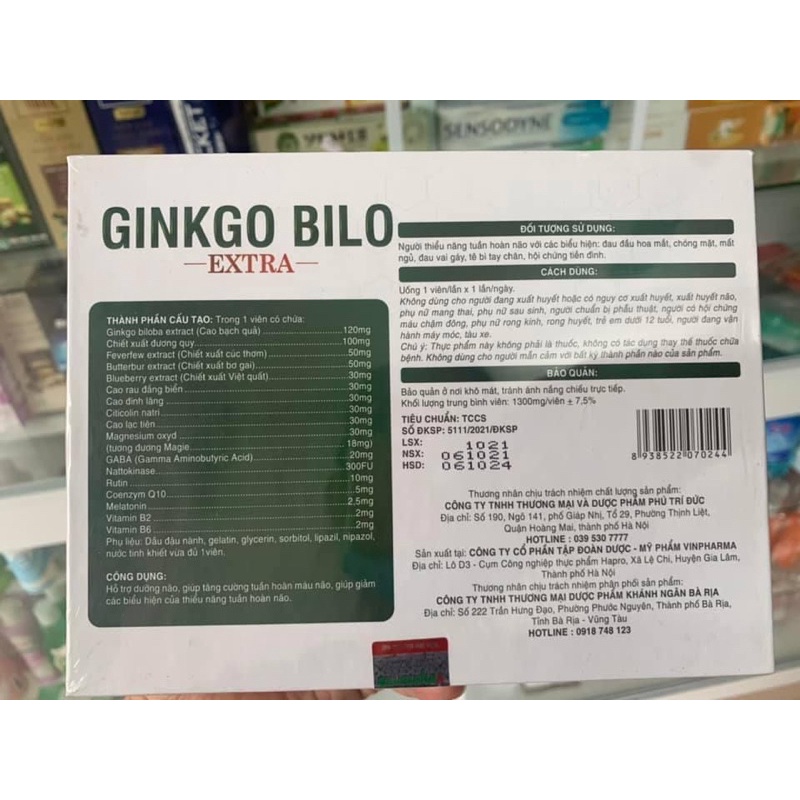 SENSODYNE
GINKGO BILO
EXTRA
THÀNH PHẦN CẤU TẠO: Trong 1 viên có chứa:
Ginkgo biloba extract (Cao bạch quả) 120mg
Chiết xuất đương quy 100mg
Feverfew extract (Chiết xuất cúc thơm) 50mg
Butterbur extract (Chiết xuất bơ gai) 50mg
Blueberry extract (Chiết xuất Việt quất) 30mg
Cao rau đắng biển 30mg
Cao đinh lăng 30mg
Citicolin natri 30mg
Cao lạc tiên 30mg
Magnesium oxyd 30mg
(tương đương Magie 18mg)
GABA (Gamma Aminobutyric Acid) 20mg
Nattokinase 300FU
Rutin 10mg
Coenzym Q10 5mg
Melatonin 2,5mg
Vitamin B2 2mg
Vitamin B6 2mg
Phụ liệu: Dầu đậu nành, gelatin, glycerin, sorbitol, lipazil, nipazol,
nước tinh khiết vừa đủ 1viên.
CÔNG DỤNG:
Hỗ trợ dưỡng não, giúp tăng cường tuần hoàn máu não, giúp giảm
các biểu hiện của thiểu năng tuần hoàn não.
ĐỐI TƯỢNG SỬ DỤNG:
Người thiểu năng tuần hoàn não với các biểu hiện: đau đầu hoa mắt, chóng mặt, mất
ngủ, đau vai gáy, tê bì tay chân, hội chứng tiền đình.
CÁCH DÙNG:
Uống 1 viên/lần x 1 lần/ngày.
Không dùng cho người đang xuất huyết hoặc có nguy cơ xuất huyết, xuất huyết não,
phụ nữ mang thai, phụ nữ sau sinh, người chuẩn bị phẫu thuật, người có hội chứng
máu chậm đông, phụ nữ rong kinh, rong huyết, trẻ em dưới 12 tuổi, người đang vận
hành máy móc, tàu xe.
Chú ý: Thực phẩm này không phải là thuốc, không có tác dụng thay thế thuốc chữa
bệnh. Không dùng cho người mẫn cảm với bất kỳ thành phần nào của sản phẩm.
BẢO QUẢN:
Bảo quản ở nơi khô mát, tránh ánh nắng chiếu trực tiếp.
Khối lượng trung bình viên: 1300mg/viên ± 7,5%
TIÊU CHUẨN: TCCS
SỐ ĐKSP: 5111/2021/ĐKSP
LSX: 1021
NSX: 061021
HSD: 061024
8 938522 070244
Thương nhân chịu trách nhiệm chất lượng sản phẩm:
CÔNG TY TNHH THƯƠNG MẠI VÀ DƯỢC PHẨM PHÚ TRÍ ĐỨC
Địa chỉ: Số 190, Ngõ 141, phố Giáp Nhị, Tổ 29, Phường Thịnh Liệt,
Quận Hoàng Mai, thành phố Hà Nội
HOTLINE : 039 530 7777
Sản xuất tại: CÔNG TY CỔ PHẦN TẬP ĐOÀN DƯỢC - MỸ PHẨM VINPHARMA
Địa chỉ: Lô D3 - Cụm Công nghiệp thực phẩm Hapro, Xã Lệ Chi, Huyện Gia Lâm,
Thành phố Hà Nội
Thương nhân chịu trách nhiệm phân phối sản phẩm:
CÔNG TY TNHH THƯƠNG MẠI DƯỢC PHẨM KHÁNH NGÂN BÀ RỊA
Địa chỉ: Số 222 Trần Hưng Đạo, Phường Phước Nguyên, Thành phố Bà Rịa,
Tỉnh Bà Rịa - Vũng Tàu
HOTLINE : 0918 748 123